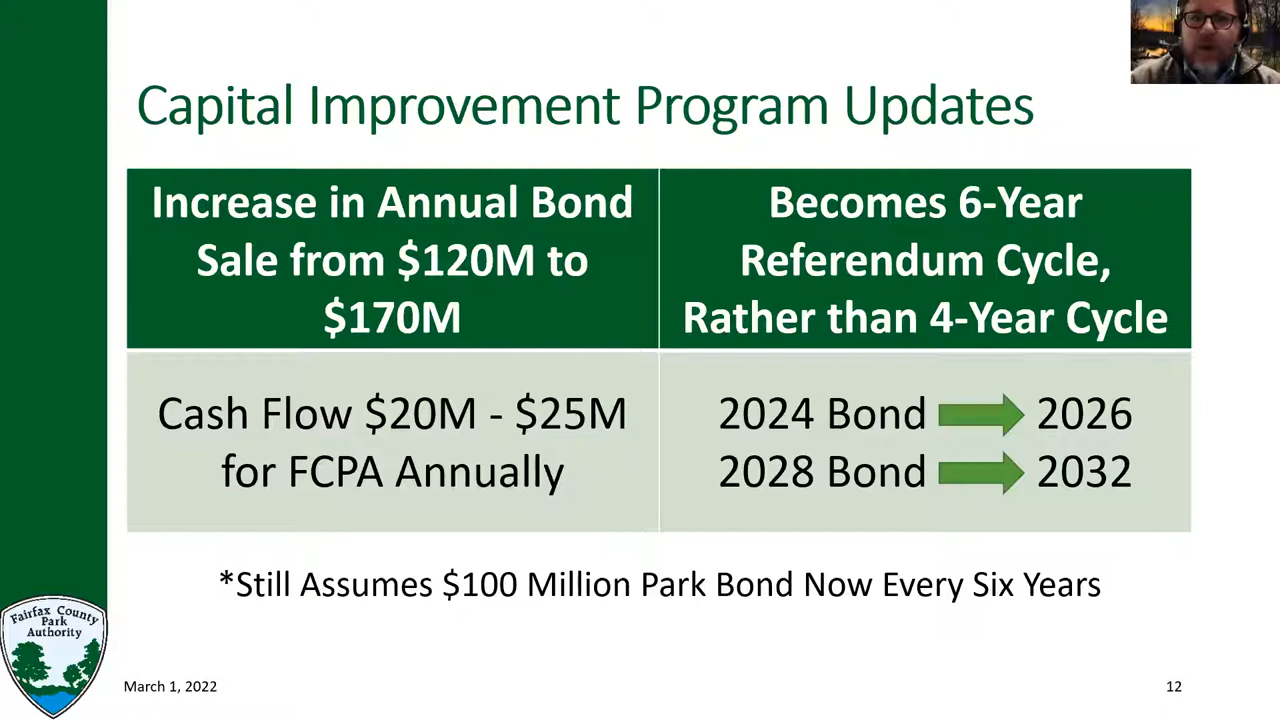 Capital Improvement Program Updates
Increase in Annual Bond
Sale from $120M to
$170M
Becomes 6-Year
Referendum Cycle,
Rather than 4-Year Cycle
Cash Flow $20M - $25M
for FCPA Annually
2024 Bond 2026
2028 Bond 2032
*Still Assumes $100 Million Park Bond Now Every Six Years
Fairfax County
Park
Authority
March 1, 2022
12